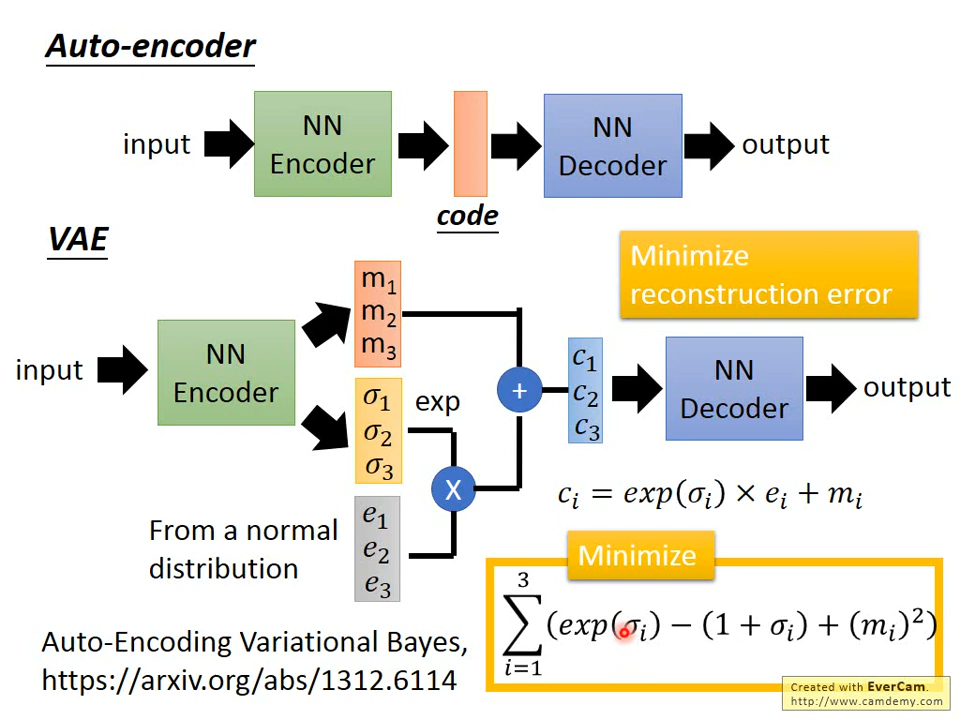 Auto-encoder
input
NN
Encoder
code
NN
Decoder
output
VAE
Minimize
reconstruction error
input
NN
Encoder
m₁
m₂
m₃
σ₁
σ₂
σ₃
exp
e₁
e₂
e₃
From a normal
distribution
X
+
c₁
c₂
c₃
NN
Decoder
output
cᵢ = exp(σᵢ) × eᵢ + mᵢ
Minimize
∑³ᵢ₌₁ (exp(σᵢ) − (1 + σᵢ) + (mᵢ)²)
Auto-Encoding Variational Bayes,
https://arxiv.org/abs/1312.6114
Created with EverCam.
http://www.camdemy.com